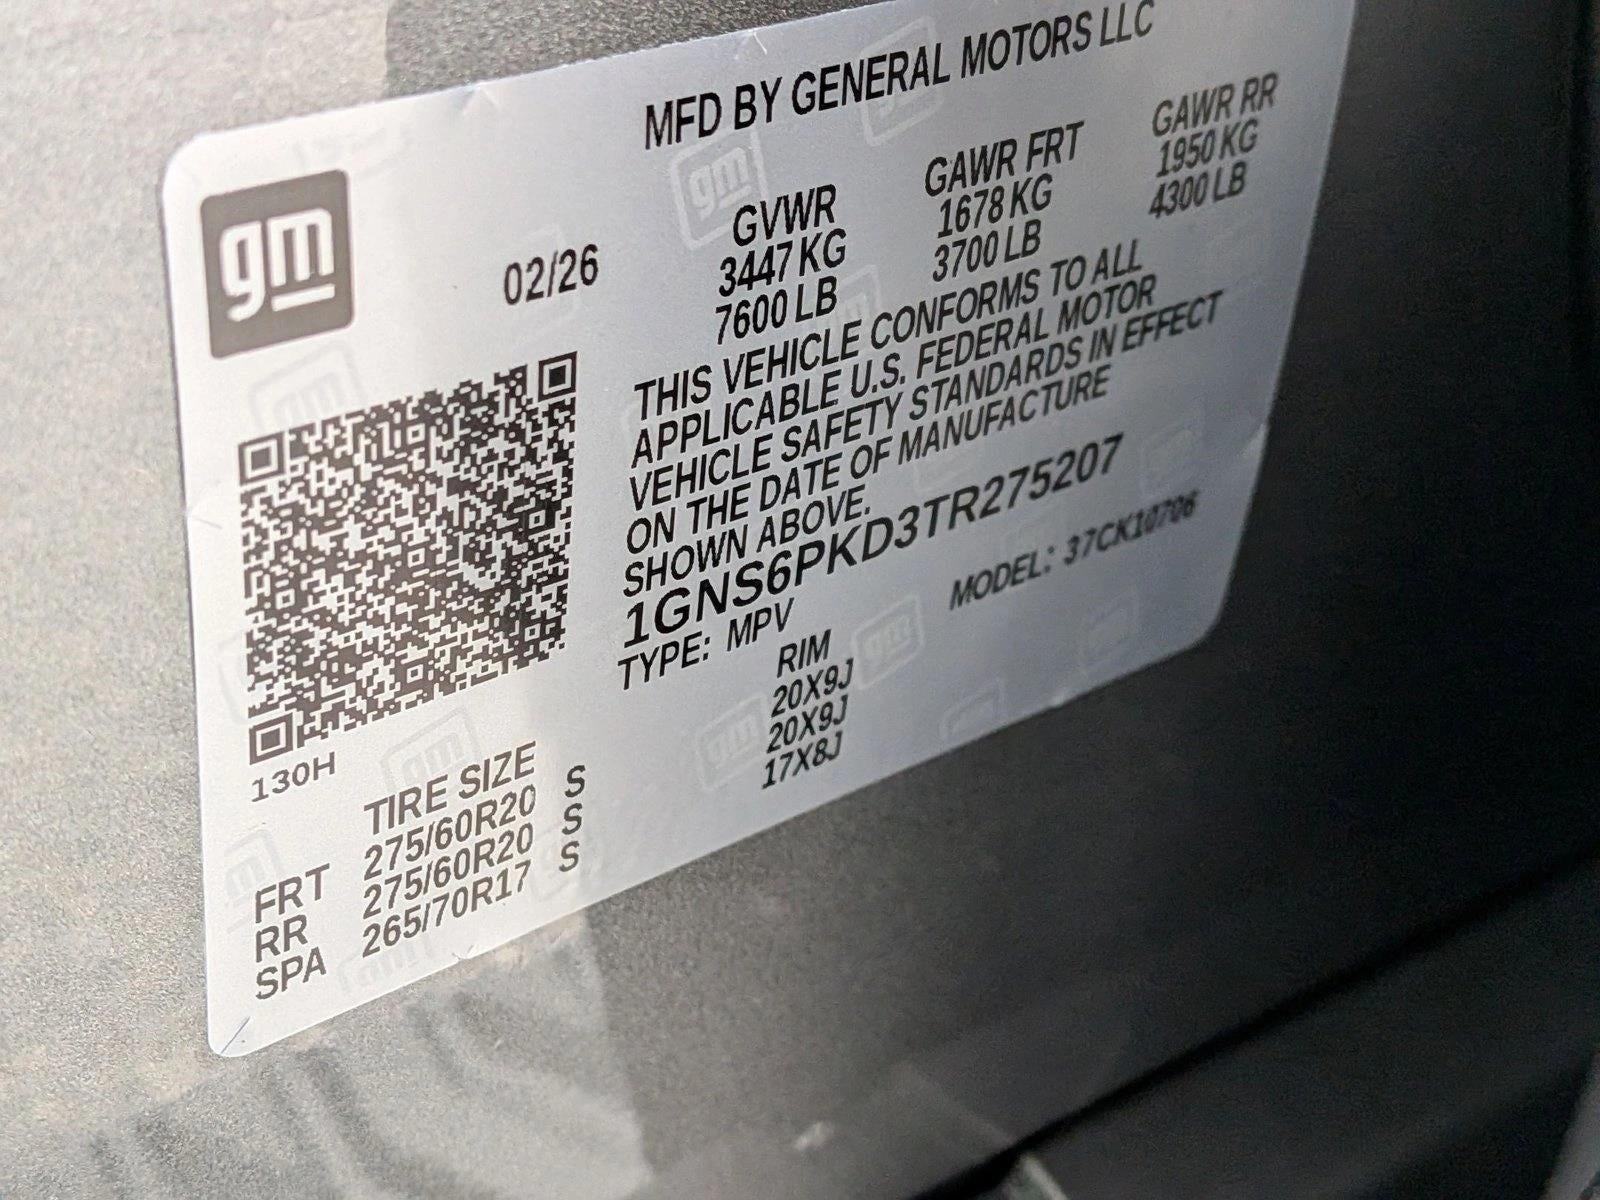 MFD BY GENERAL MOTORS LLC
gm
02/26
GVWR GAWR FRT GAWR RR
3447 KG 1678 KG 1950 KG
7600 LB 3700 LB 4300 LB
THIS VEHICLE CONFORMS TO ALL
APPLICABLE U.S. FEDERAL MOTOR
VEHICLE SAFETY STANDARDS IN EFFECT
ON THE DATE OF MANUFACTURE
SHOWN ABOVE.
1GNS6PKD3TR275207
TYPE: MPV MODEL: 37CK10706
130H
TIRE SIZE RIM
FRT 275/60R20 S 20X9J
RR 275/60R20 S 20X9J
SPA 265/70R17 S 17X8J